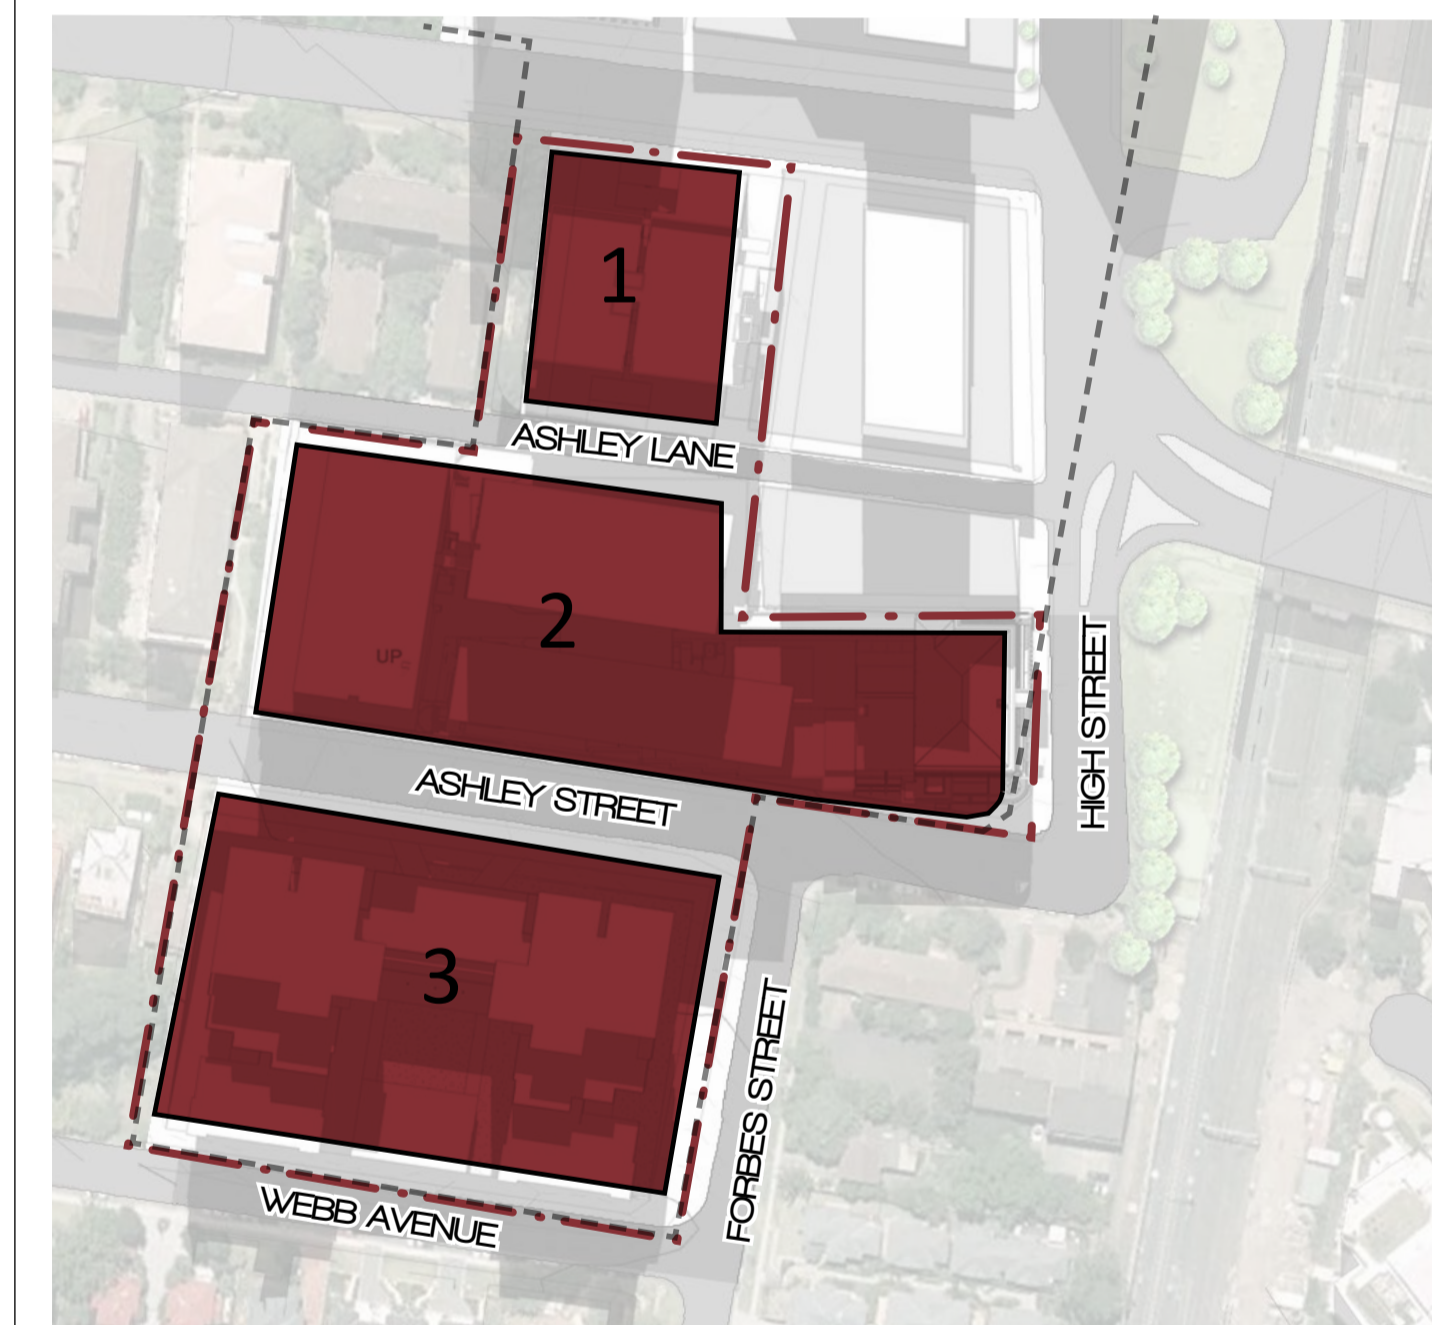 1
ASHLEY LANE
2
UP
HIGH STREET
ASHLEY STREET
3
FORBES STREET
WEBB AVENUE